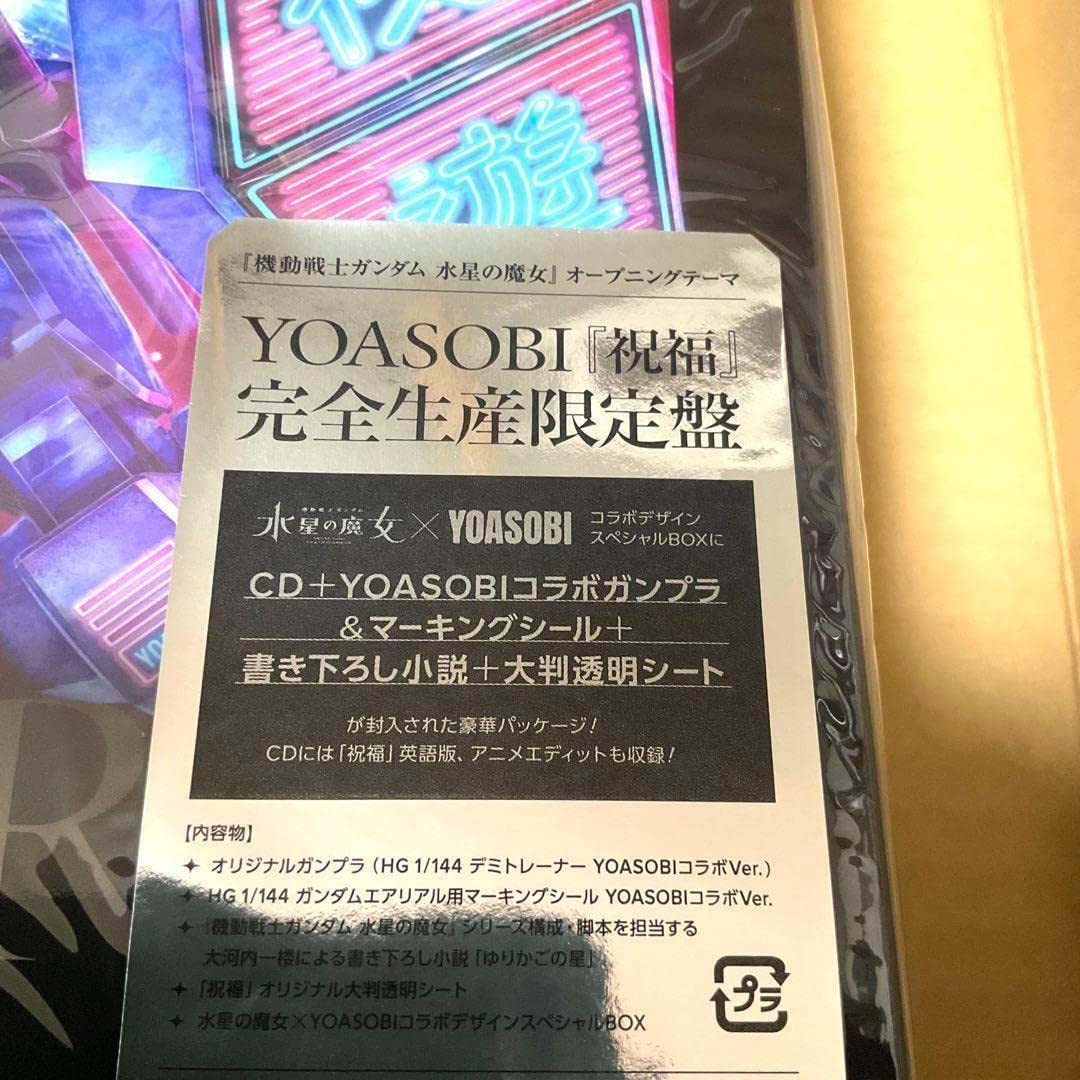 遊
『機動戦士ガンダム 水星の魔女』オープニングテーマ
YOASOBI『祝福』
完全生産限定盤
機動戦士ガンダム
水星の魔女×YOASOBI コラボデザイン
スペシャルBOXに
CD+YOASOBIコラボガンプラ
&マーキングシール+
書き下ろし小説+大判透明シート
が封入された豪華パッケージ!
CDには「祝福」英語版、アニメエディットも収録!
【内容物】
✦ オリジナルガンプラ(HG 1/144 デミトレーナー YOASOBIコラボVer.)
✦ HG 1/144 ガンダムエアリアル用マーキングシール YOASOBIコラボVer.
✦ 『機動戦士ガンダム 水星の魔女』シリーズ構成・脚本を担当する
大河内一楼による書き下ろし小説「ゆりかごの星」
✦ 「祝福」オリジナル大判透明シート
✦ 水星の魔女×YOASOBIコラボデザインスペシャルBOX
プラ